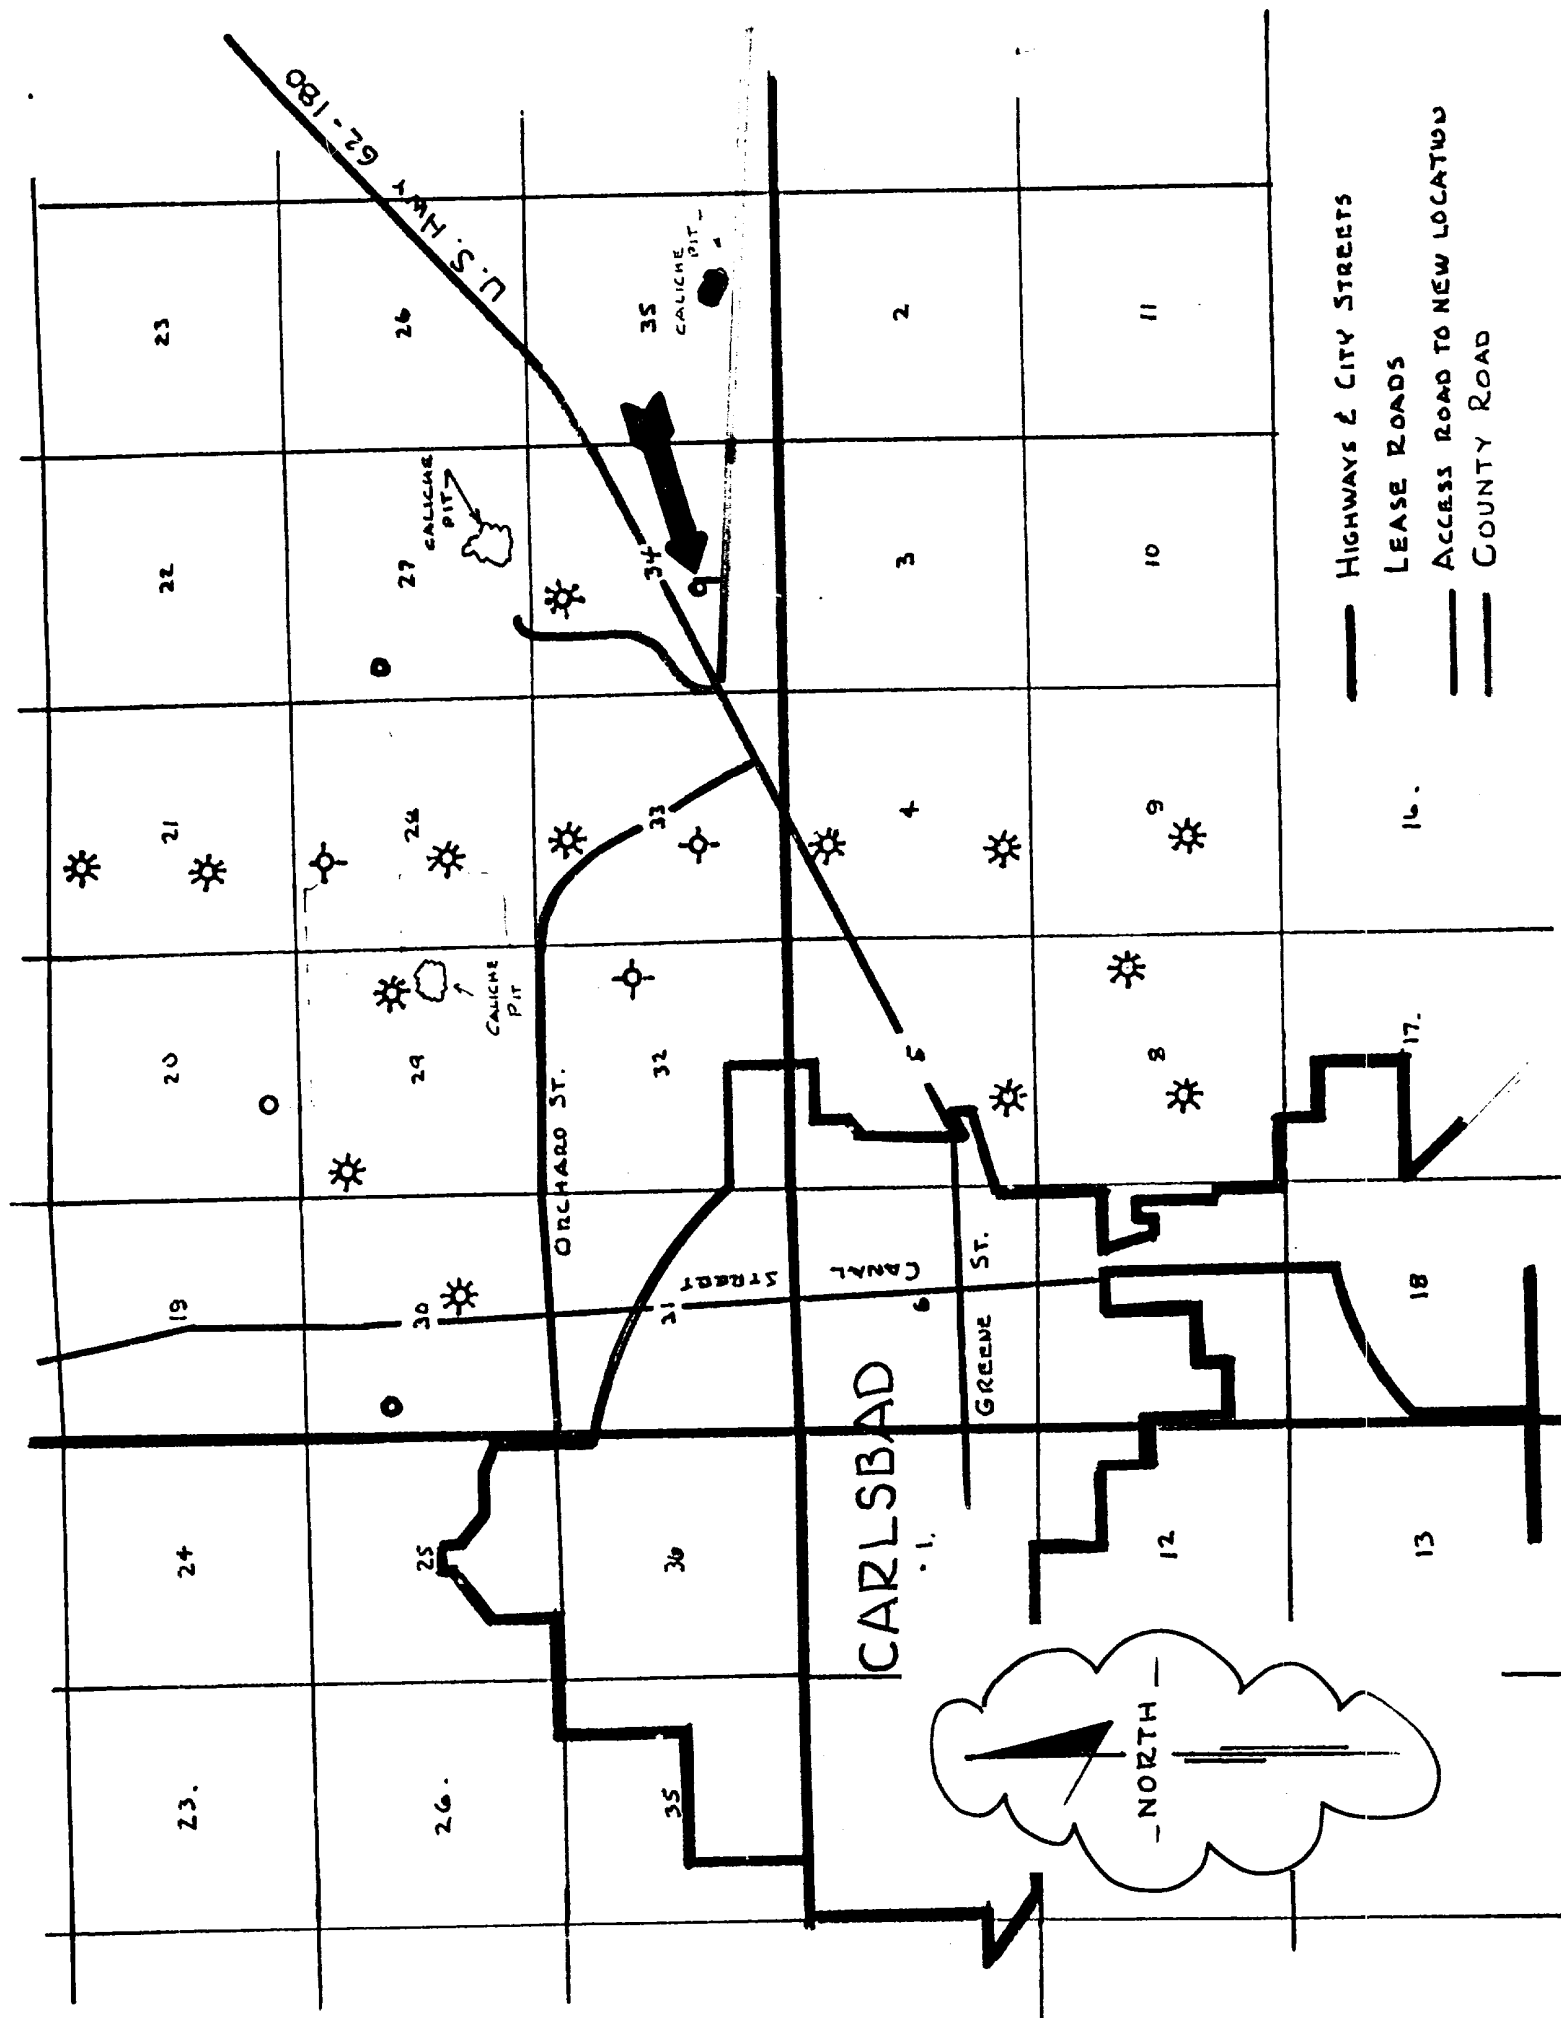 U.S. HWY 62-180
23
26
35
CALICHE
PIT
2
11
22
27
CALICHE
PIT
34
3
10
21
28
33
4
9
16.
20
29
CALICHE
PIT
32
5
8
17.
ORCHARD ST.
19
30
31
STREET
CANAL
6
GREENE ST.
18
24
25
36
CARLSBAD
1.
12
13
23.
26.
35
_NORTH_
HIGHWAYS & CITY STREETS
LEASE ROADS
ACCESS ROAD TO NEW LOCATION
COUNTY ROAD